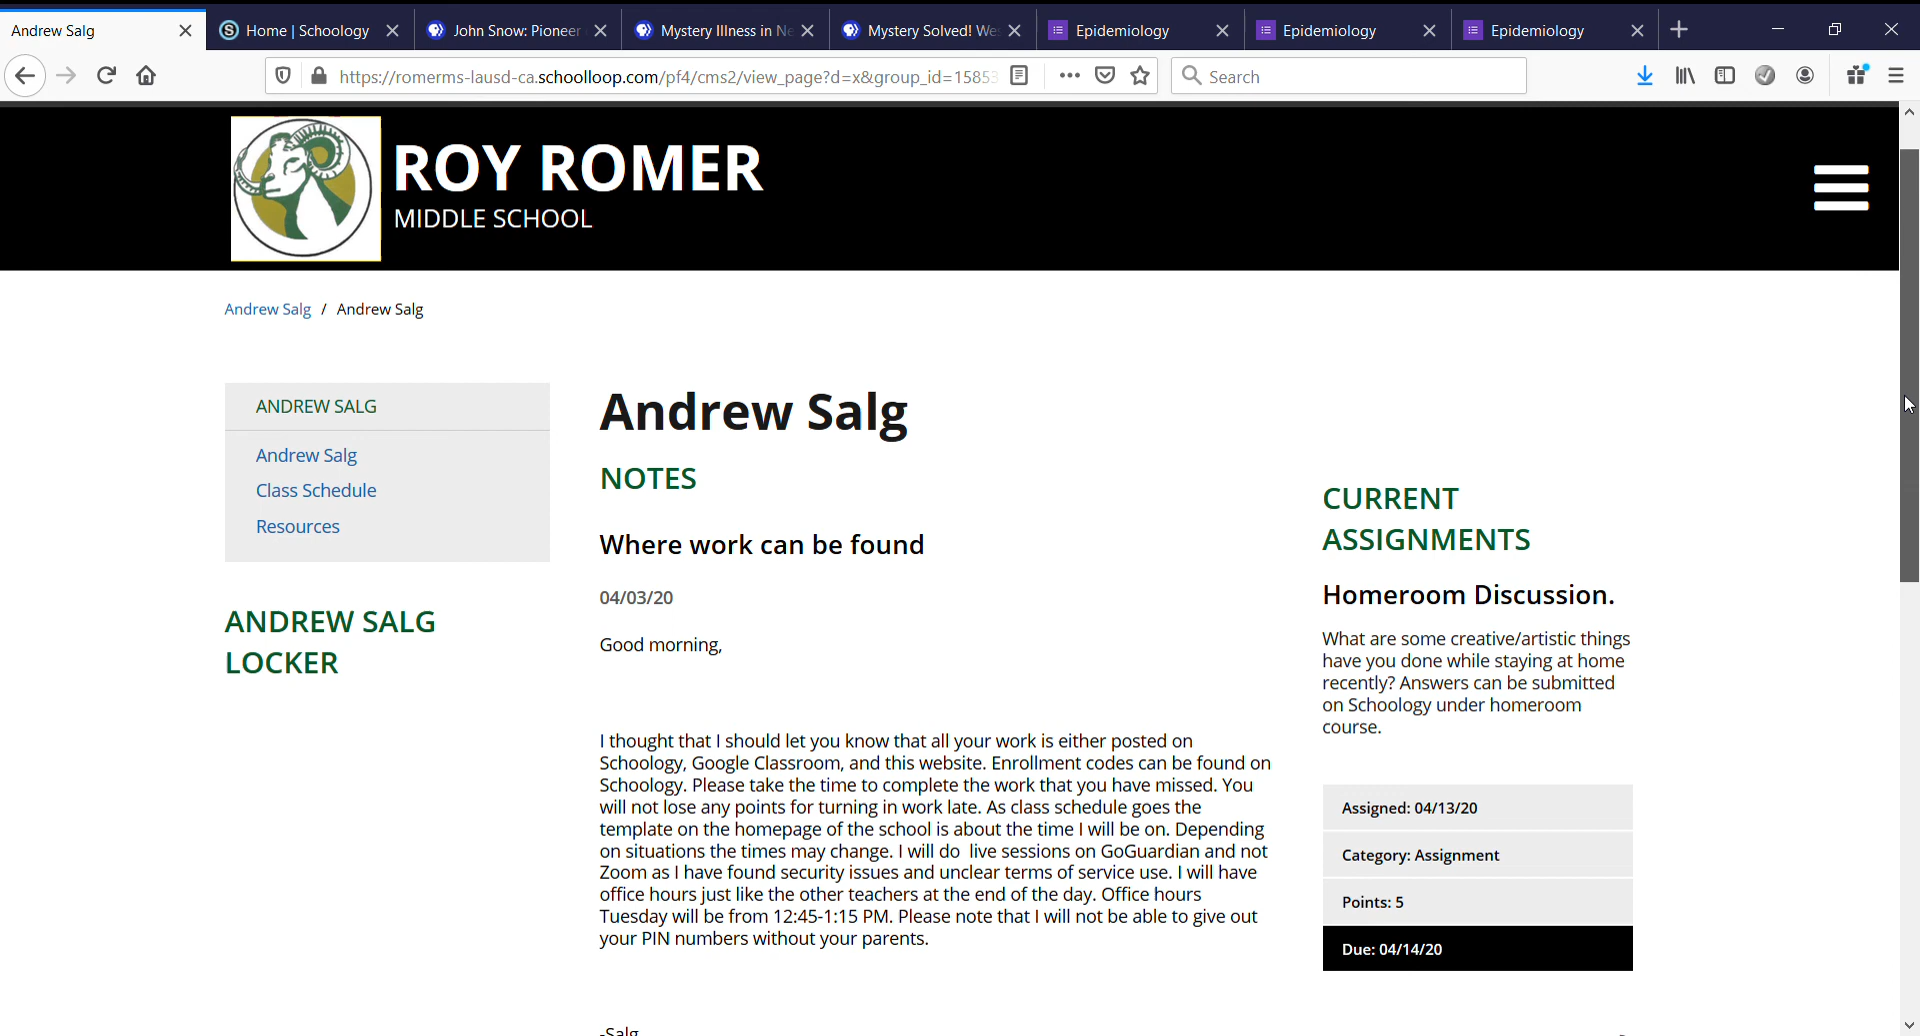 Andrew Salg
Home | Schoology
John Snow: Pioneer
Mystery Illness in Ne
Mystery Solved! Wes
Epidemiology
Epidemiology
Epidemiology
https://romerms-lausd-ca.schoolloop.com/pf4/cms2/view_page?d=x&group_id=15853
Search
ROY ROMER
MIDDLE SCHOOL
Andrew Salg / Andrew Salg
ANDREW SALG
Andrew Salg
Class Schedule
Resources
ANDREW SALG
LOCKER
Andrew Salg
NOTES
Where work can be found
04/03/20
Good morning,
I thought that I should let you know that all your work is either posted on
Schoology, Google Classroom, and this website. Enrollment codes can be found on
Schoology. Please take the time to complete the work that you have missed. You
will not lose any points for turning in work late. As class schedule goes the
template on the homepage of the school is about the time I will be on. Depending
on situations the times may change. I will do  live sessions on GoGuardian and not
Zoom as I have found security issues and unclear terms of service use. I will have
office hours just like the other teachers at the end of the day. Office hours
Tuesday will be from 12:45-1:15 PM. Please note that I will not be able to give out
your PIN numbers without your parents.
-Salg
CURRENT
ASSIGNMENTS
Homeroom Discussion.
What are some creative/artistic things
have you done while staying at home
recently? Answers can be submitted
on Schoology under homeroom
course.
Assigned: 04/13/20
Category: Assignment
Points: 5
Due: 04/14/20